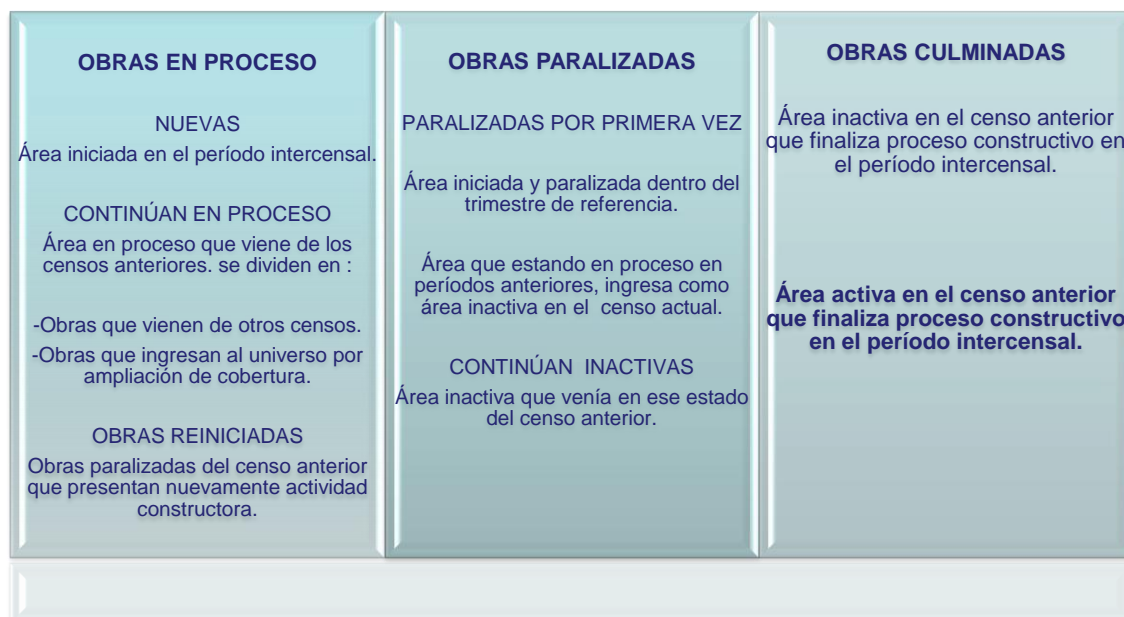 OBRAS EN PROCESO
NUEVAS
Área iniciada en el período intercensal.
CONTINÚAN EN PROCESO
Área en proceso que viene de los
censos anteriores. se dividen en :
-Obras que vienen de otros censos.
-Obras que ingresan al universo por
ampliación de cobertura.
OBRAS REINICIADAS
Obras paralizadas del censo anterior
que presentan nuevamente actividad
constructora.
OBRAS PARALIZADAS
PARALIZADAS POR PRIMERA VEZ
Área iniciada y paralizada dentro del
trimestre de referencia.
Área que estando en proceso en
períodos anteriores, ingresa como
área inactiva en el censo actual.
CONTINÚAN INACTIVAS
Área inactiva que venía en ese estado
del censo anterior.
OBRAS CULMINADAS
Área inactiva en el censo anterior
que finaliza proceso constructivo en
el período intercensal.
Área activa en el censo anterior
que finaliza proceso constructivo
en el período intercensal.